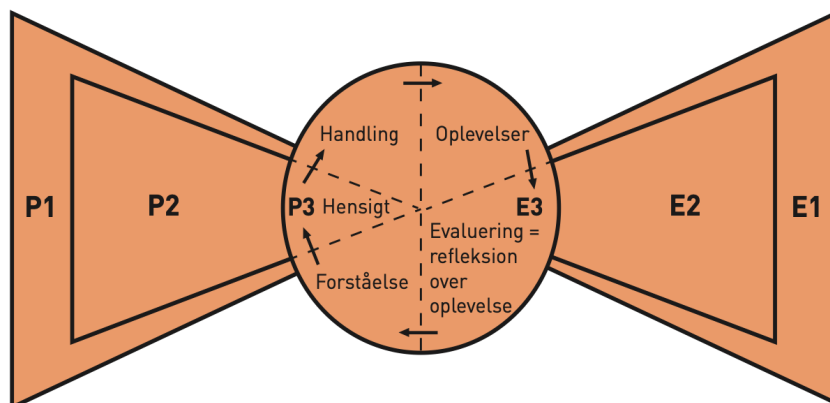 Handling
Oplevelser
P1
P2
P3
Hensigt
E3
E2
E1
Evaluering =
refleksion
over
oplevelse
Forståelse